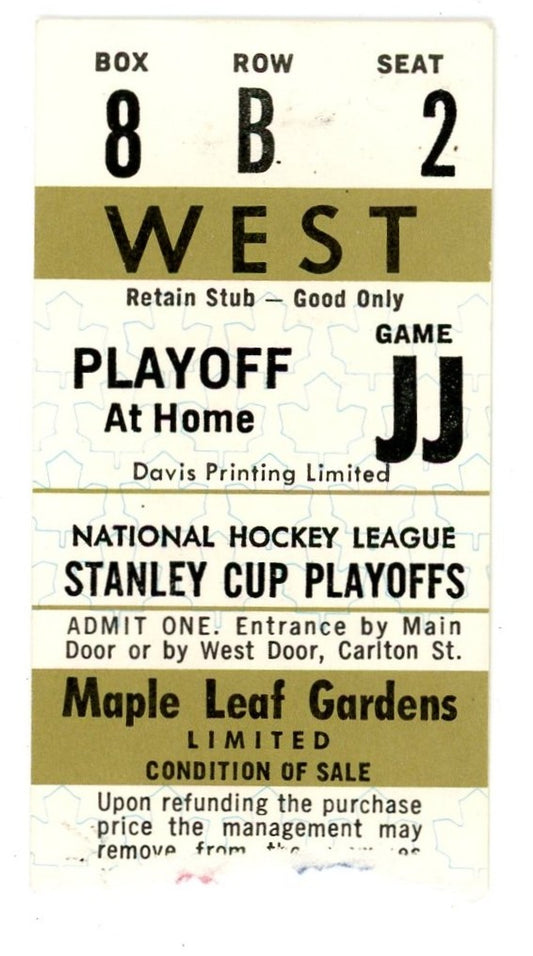 BOX ROW SEAT
8 B 2
WEST
Retain Stub — Good Only
GAME
PLAYOFF JJ
At Home
Davis Printing Limited
NATIONAL HOCKEY LEAGUE
STANLEY CUP PLAYOFFS
ADMIT ONE. Entrance by Main
Door or by West Door, Carlton St.
Maple Leaf Gardens
LIMITED
CONDITION OF SALE
Upon refunding the purchase
price the management may
remove from the